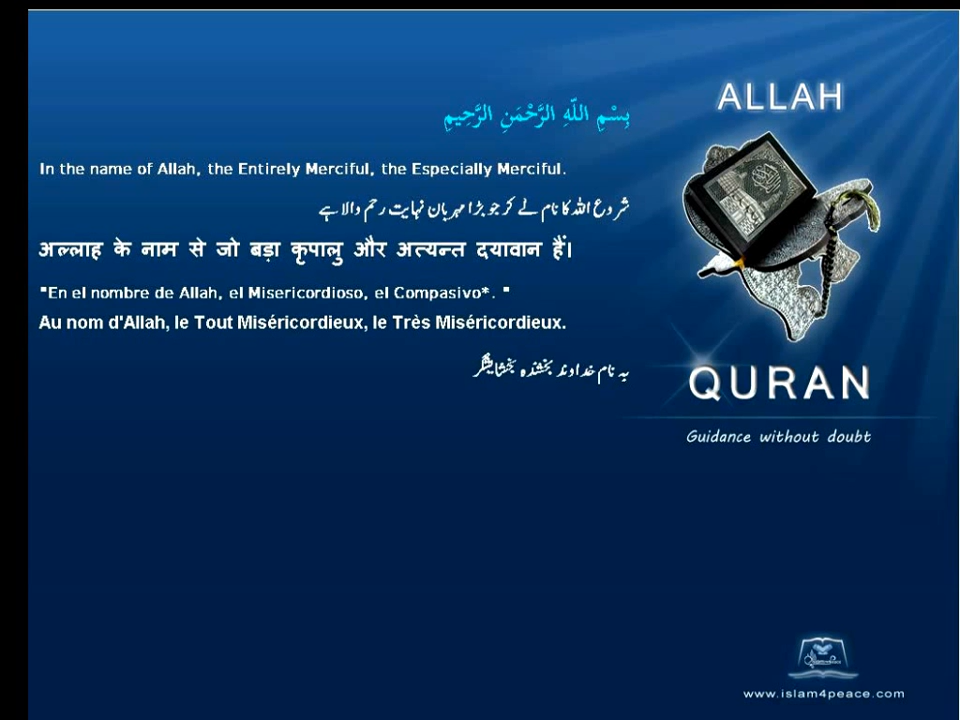 بِسْمِ اللّهِ الرَّحْمَنِ الرَّحِيمِ
In the name of Allah, the Entirely Merciful, the Especially Merciful.
شروع اللہ کا نام لے کر جو بڑا مہربان نہایت رحم والا ہے
अल्लाह के नाम से जो बड़ा कृपालु और अत्यन्त दयावान हैं।
"En el nombre de Allah, el Misericordioso, el Compasivo*. "
Au nom d'Allah, le Tout Miséricordieux, le Très Miséricordieux.
به نام خداوند بخشنده بخشایشگر
ALLAH
QURAN
Guidance without doubt
www.islam4peace.com